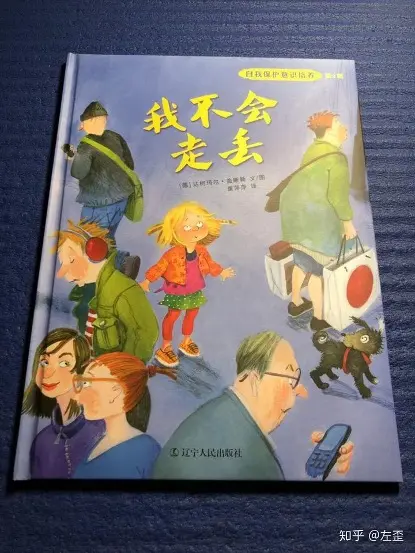 自我保护意识培养
我不会
走丢
辽宁人民出版社
知乎 @左歪